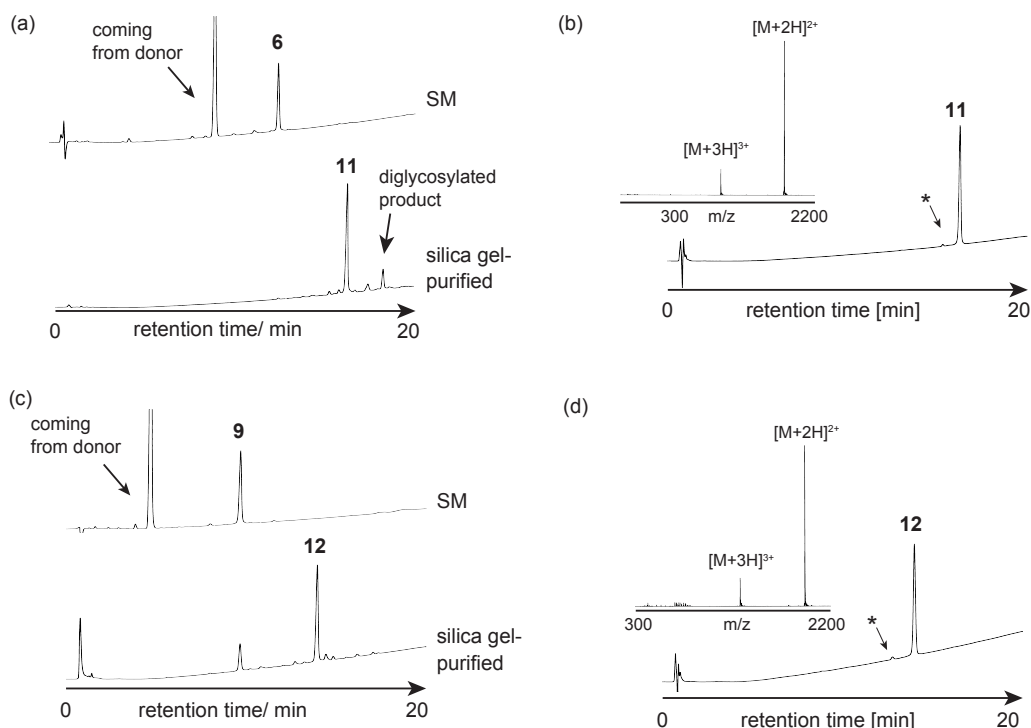 (a)
coming
from donor
6
SM
11
diglycosylated
product
silica gel-
purified
0
retention time/ min
20
(b)
[M+2H]2+
[M+3H]3+
300
m/z
2200
11
*
0
retention time [min]
20
(c)
coming
from donor
9
SM
12
silica gel-
purified
0
retention time/ min
20
(d)
[M+2H]2+
[M+3H]3+
300
m/z
2200
12
*
0
retention time [min]
20